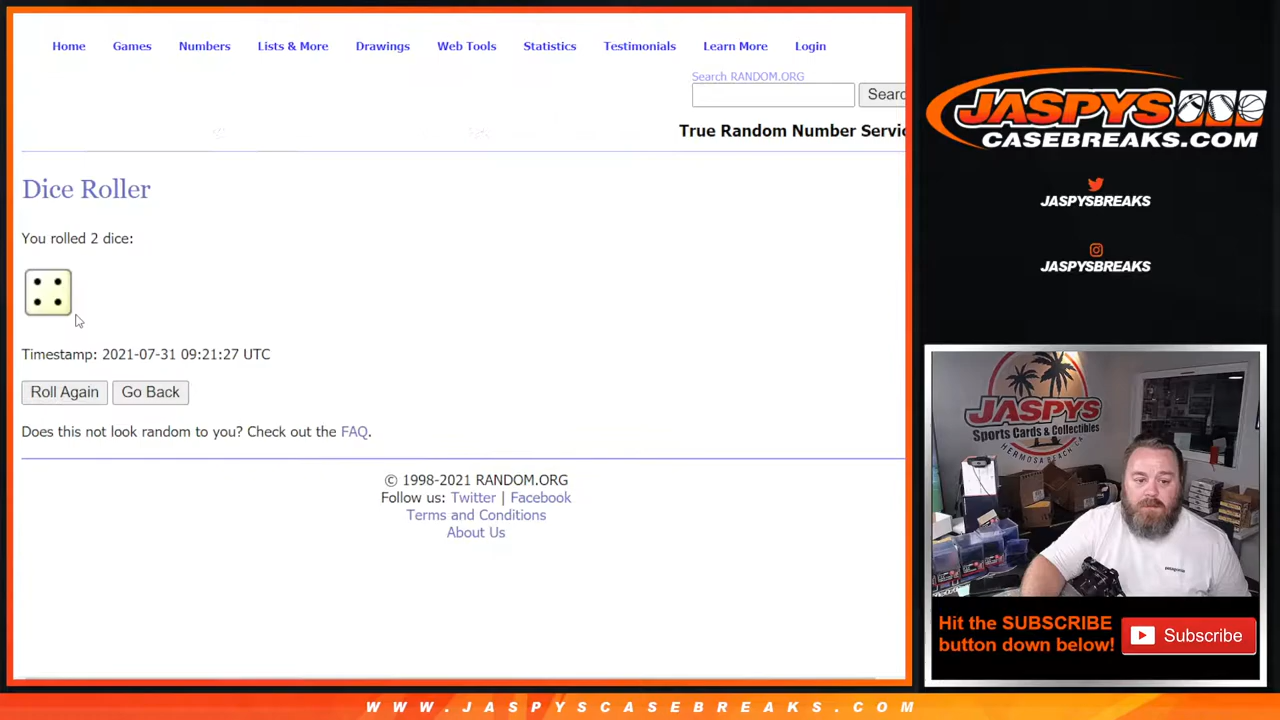 Home Games Numbers Lists & More Drawings Web Tools Statistics Testimonials Learn More Login
Search RANDOM.ORG
Searc
True Random Number Servic
Dice Roller
You rolled 2 dice:
Timestamp: 2021-07-31 09:21:27 UTC
Roll Again Go Back
Does this not look random to you? Check out the FAQ.
© 1998-2021 RANDOM.ORG
Follow us: Twitter | Facebook
Terms and Conditions
About Us
JASPYS
CASEBREAKS.COM
JASPYSBREAKS
JASPYSBREAKS
JASPYS
Sports Cards & Collectibles
HERMOSA BEACH CA
Hit the SUBSCRIBE
button down below!
Subscribe
WWW.JASPYSCASEBREAKS.COM